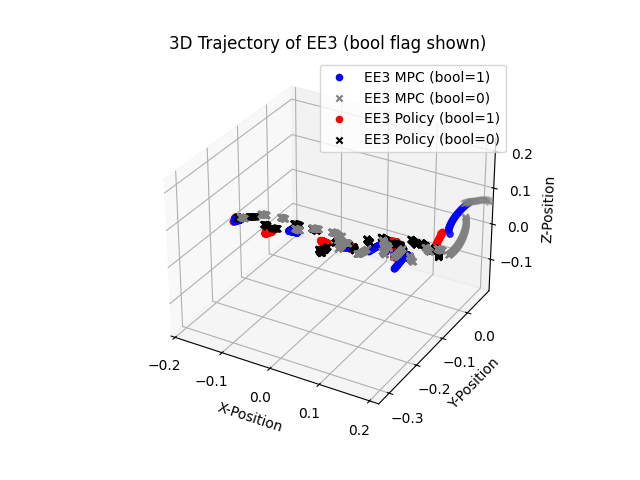 3D Trajectory of EE3 (bool flag shown)
EE3 MPC (bool=1)
EE3 MPC (bool=0)
EE3 Policy (bool=1)
EE3 Policy (bool=0)
0.2
0.1
0.0
−0.1
Z-Position
−0.2
−0.1
0.0
0.1
0.2
X-Position
−0.3
−0.2
−0.1
0.0
Y-Position